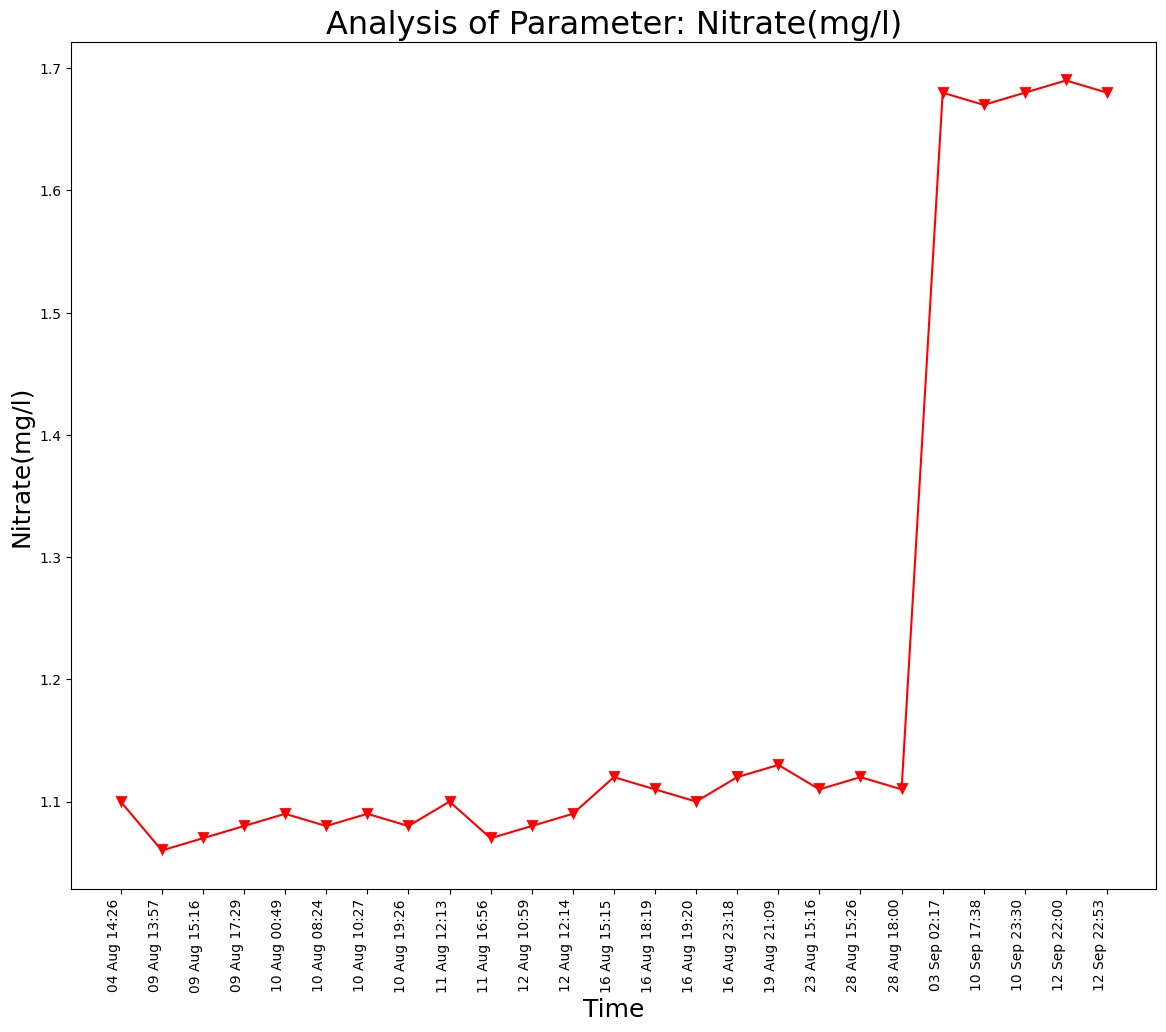 Analysis of Parameter: Nitrate(mg/l)
Nitrate(mg/l)
1.7
1.6
1.5
1.4
1.3
1.2
1.1
04 Aug 14:26
09 Aug 13:57
09 Aug 15:16
09 Aug 17:29
10 Aug 00:49
10 Aug 08:24
10 Aug 10:27
10 Aug 19:26
11 Aug 12:13
11 Aug 16:56
12 Aug 10:59
12 Aug 12:14
16 Aug 15:15
16 Aug 18:19
16 Aug 19:20
16 Aug 23:18
19 Aug 21:09
23 Aug 15:16
28 Aug 15:26
28 Aug 18:00
03 Sep 02:17
10 Sep 17:38
10 Sep 23:30
12 Sep 22:00
12 Sep 22:53
Time